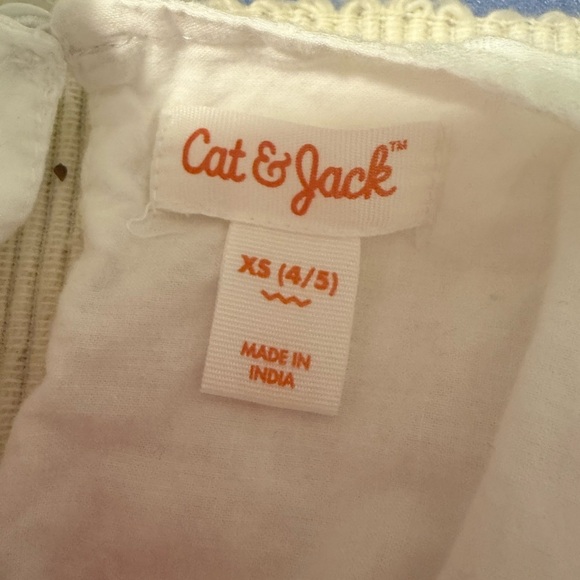 Cat & Jack™
XS (4/5)
MADE IN
INDIA